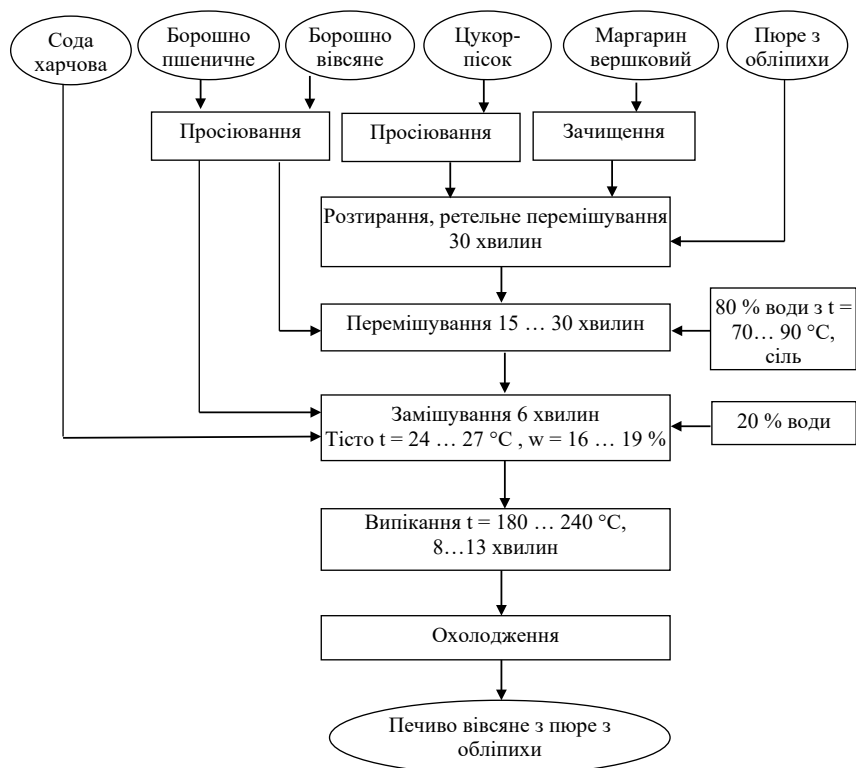 Сода
харчова
Борошно
пшеничне
Борошно
вівсяне
Цукор-
пісок
Маргарин
вершковий
Пюре з
обліпихи
Просіювання
Просіювання
Зачищення
Розтирання, ретельне перемішування
30 хвилин
Перемішування 15 … 30 хвилин
80 % води з t =
70… 90 °С,
сіль
Замішування 6 хвилин
Тісто t = 24 … 27 °С , w = 16 … 19 %
20 % води
Випікання t = 180 … 240 °С,
8…13 хвилин
Охолодження
Печиво вівсяне з пюре з
обліпихи